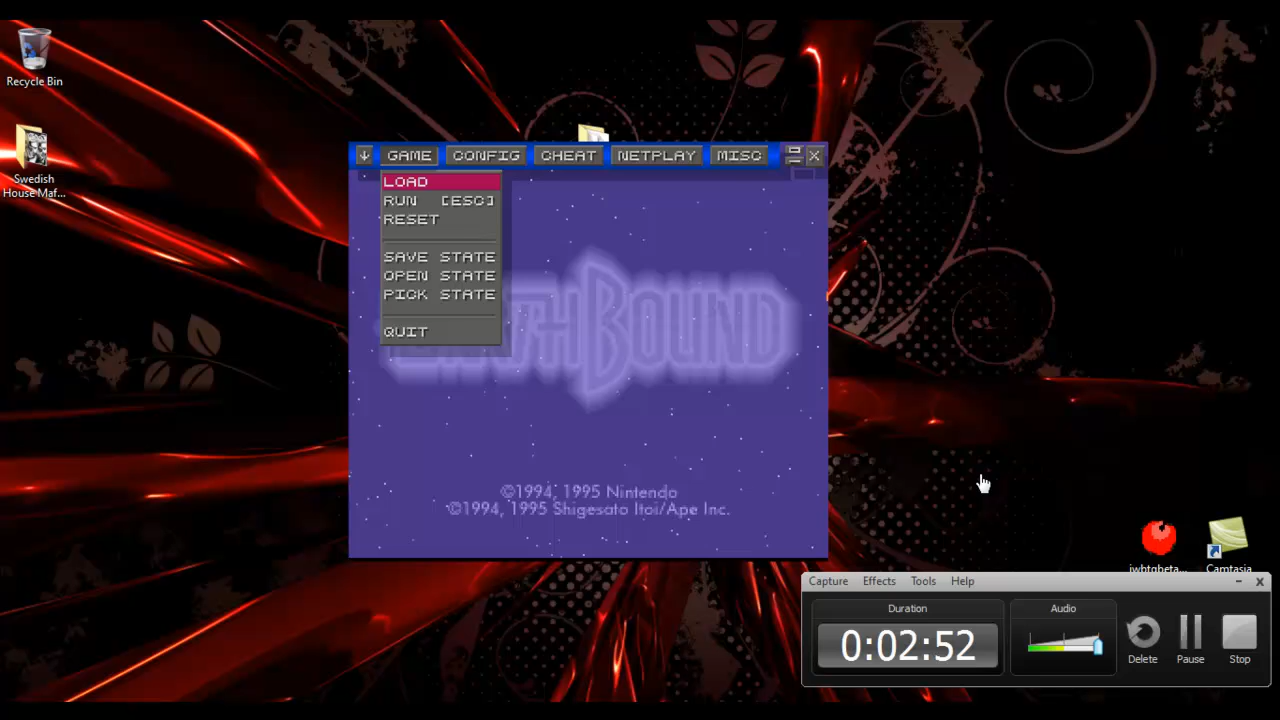 Recycle Bin
Swedish
House Maf...
GAME CONFIG CHEAT NETPLAY MISC
LOAD
RUN [ESC]
RESET
SAVE STATE
OPEN STATE
PICK STATE
QUIT
EARTHBOUND
©1994, 1995 Nintendo
©1994, 1995 Shigesato Itoi/Ape Inc.
iwbtgbeta...
Camtasia
Capture Effects Tools Help
Duration
0:02:52
Audio
Delete
Pause
Stop